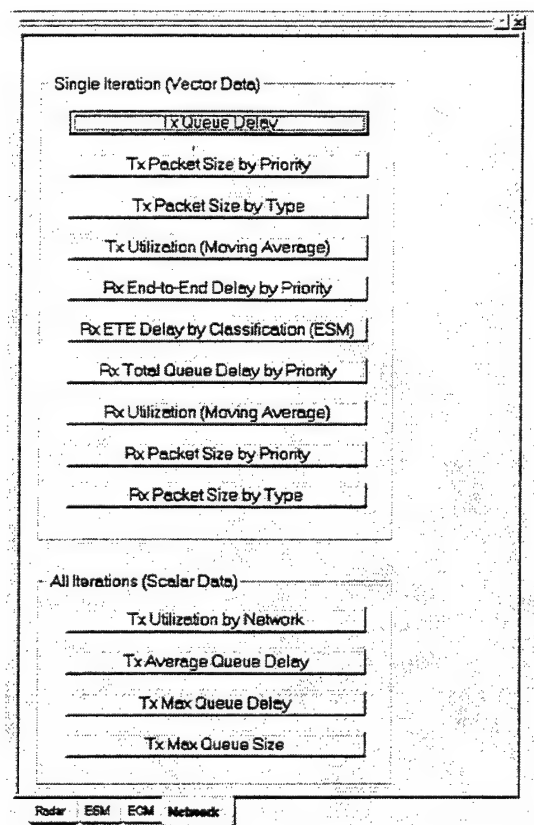 Single Iteration (Vector Data)
Tx Queue Delay
Tx Packet Size by Priority
Tx Packet Size by Type
Tx Utilization (Moving Average)
Rx End-to-End Delay by Priority
Rx ETE Delay by Classification (ESM)
Rx Total Queue Delay by Priority
Rx Utilization (Moving Average)
Rx Packet Size by Priority
Rx Packet Size by Type
All Iterations (Scalar Data)
Tx Utilization by Network
Tx Average Queue Delay
Tx Max Queue Delay
Tx Max Queue Size
Radar ESM ECM Network